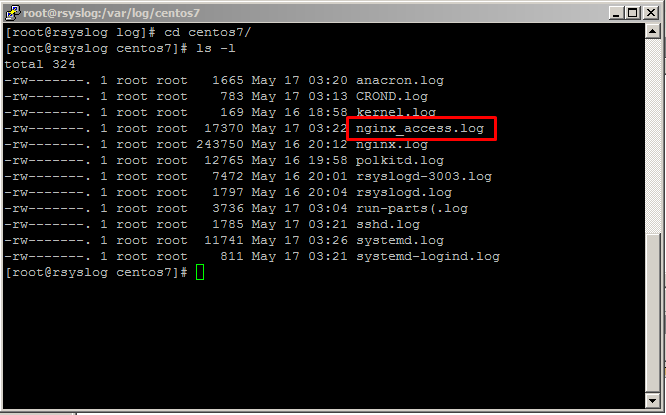 root@rsyslog:/var/log/centos7
[root@rsyslog log]# cd centos7/
[root@rsyslog centos7]# ls -l
total 324
-rw-------. 1 root root   1665 May 17 03:20 anacron.log
-rw-------. 1 root root    783 May 17 03:13 CROND.log
-rw-------. 1 root root    169 May 16 18:58 kernel.log
-rw-------. 1 root root  17370 May 17 03:22 nginx_access.log
-rw-------. 1 root root 243750 May 16 20:12 nginx.log
-rw-------. 1 root root  12765 May 16 19:58 polkitd.log
-rw-------. 1 root root   7472 May 16 20:01 rsyslogd-3003.log
-rw-------. 1 root root   1797 May 16 20:04 rsyslogd.log
-rw-------. 1 root root   3736 May 17 03:04 run-parts(.log
-rw-------. 1 root root   1785 May 17 03:21 sshd.log
-rw-------. 1 root root  11741 May 17 03:26 systemd.log
-rw-------. 1 root root    811 May 17 03:21 systemd-logind.log
[root@rsyslog centos7]#